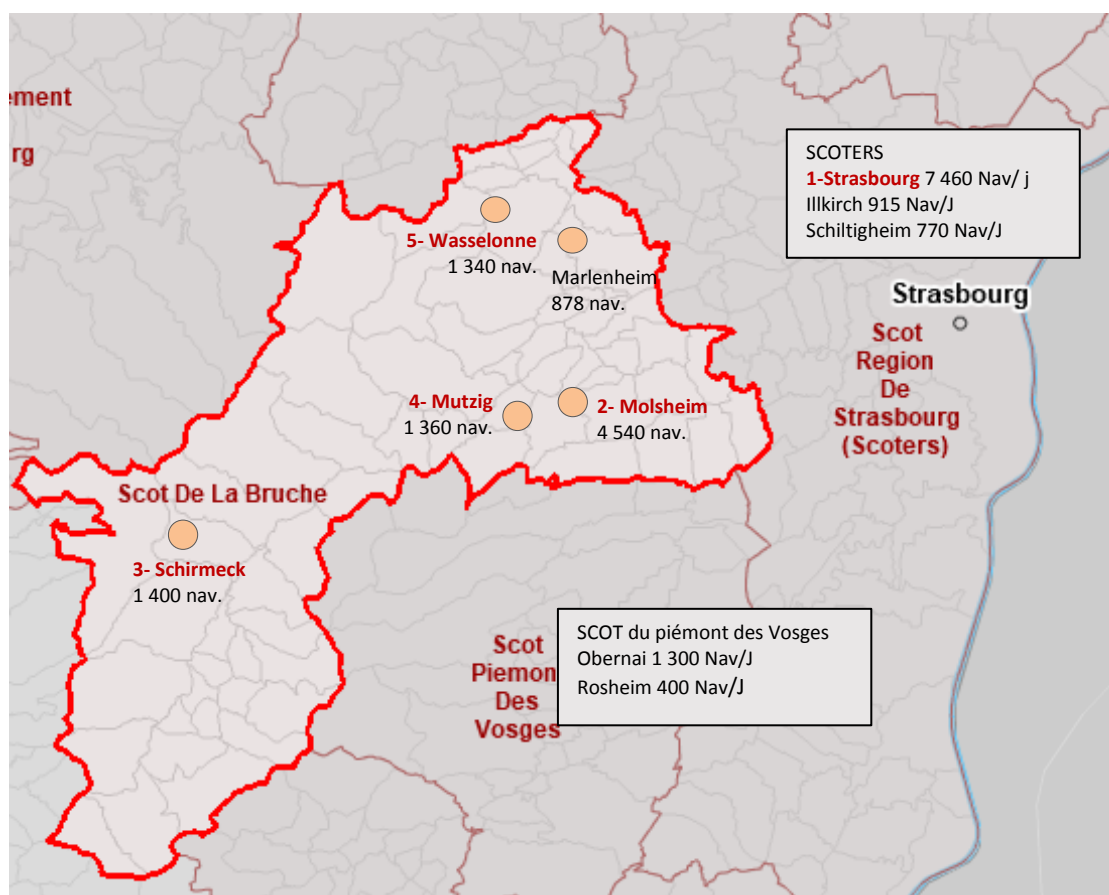 ement
rg
SCOTERS
1-Strasbourg 7 460 Nav/ j
Illkirch 915 Nav/J
Schiltigheim 770 Nav/J
5- Wasselonne
1 340 nav.
Marlenheim
878 nav.
Strasbourg
Scot
Region
De
Strasbourg
(Scoters)
4- Mutzig
1 360 nav.
2- Molsheim
4 540 nav.
Scot De La Bruche
3- Schirmeck
1 400 nav.
Scot
Piemon
Des
Vosges
SCOT du piémont des Vosges
Obernai 1 300 Nav/J
Rosheim 400 Nav/J